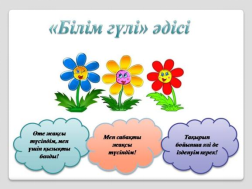 «Білім гүлі» әдісі
Өте жақсы
түсіндім, мен
үшін қызықты
болды!
Мен сабақты
жақсы
түсіндім!
Тақырып
бойынша әлі де
ізденуім керек!